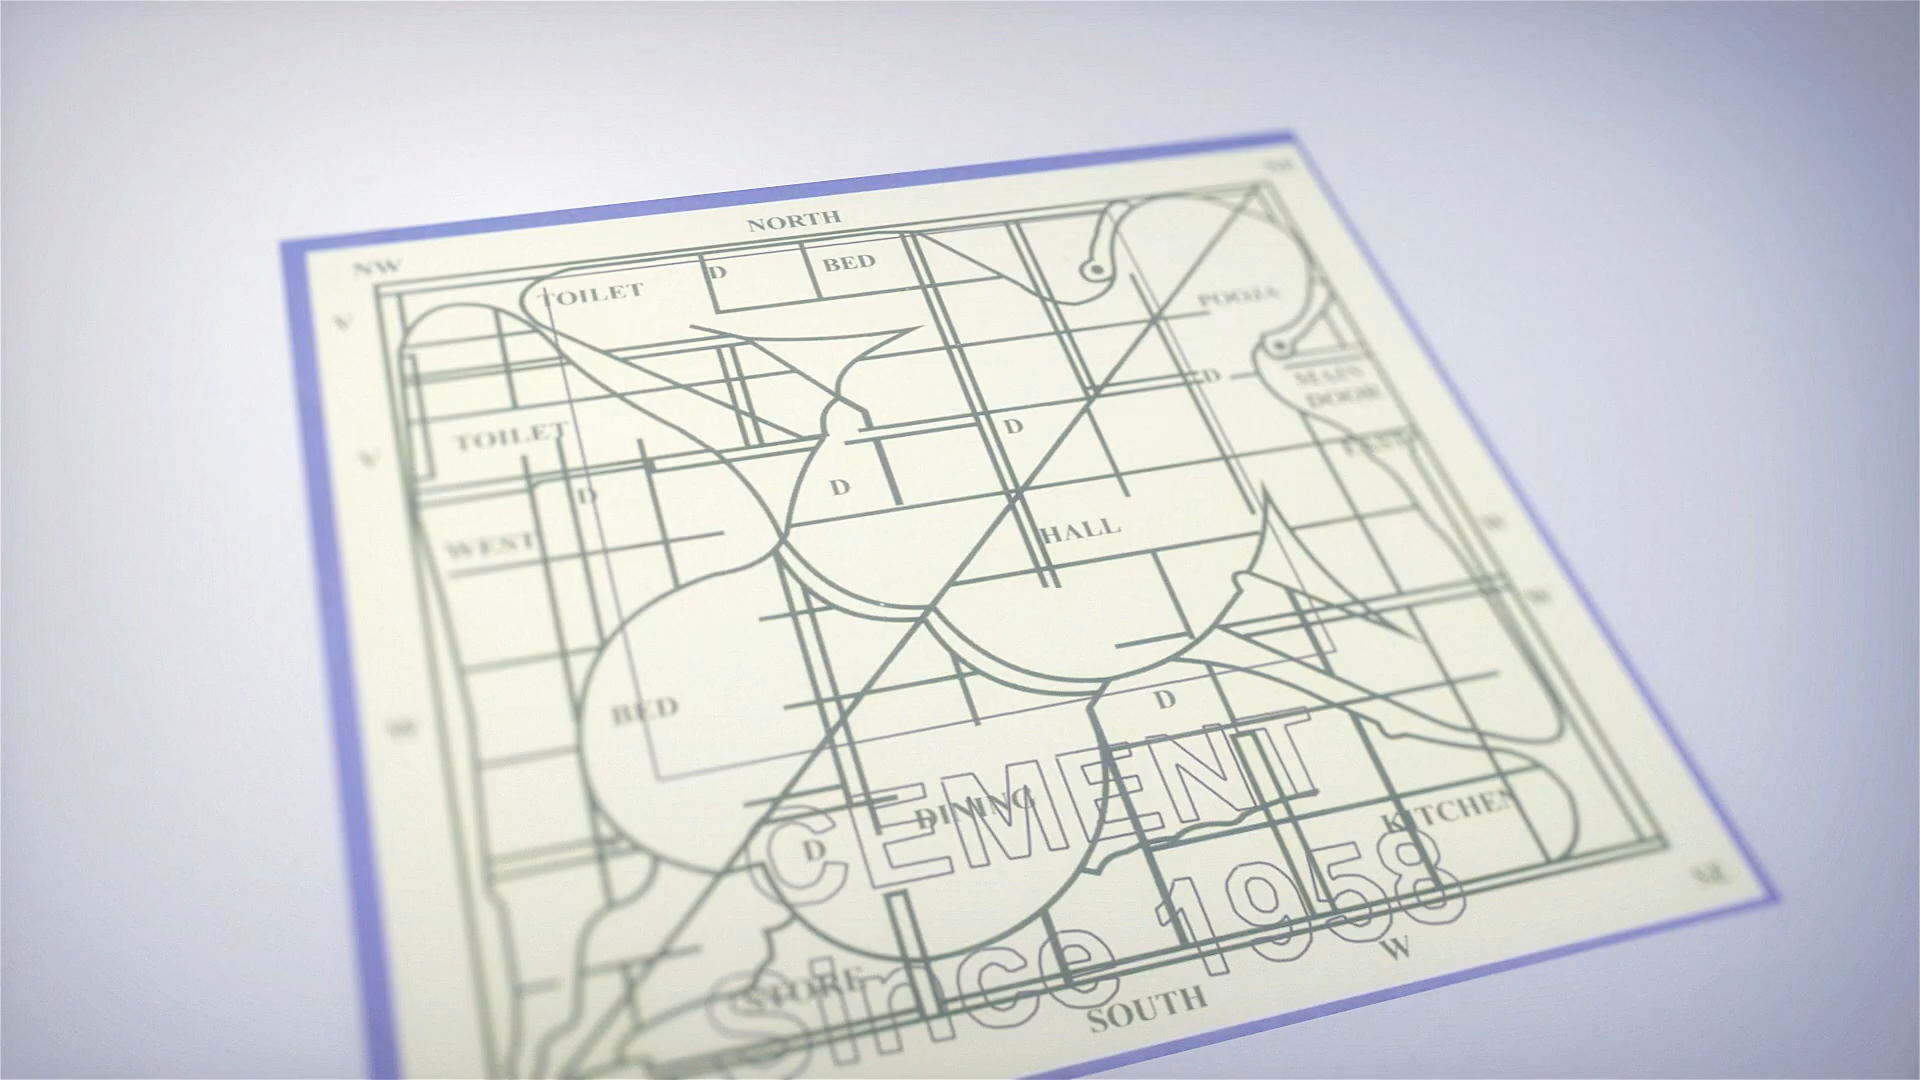 NORTH
NW
TOILET
D
BED
POOJA
D
MAIN
DOOR
TOILET
D
D
D
WEST
HALL
BED
D
CEMENT
DINING
KITCHEN
D
Since 1958
STORE
W
SE
SOUTH